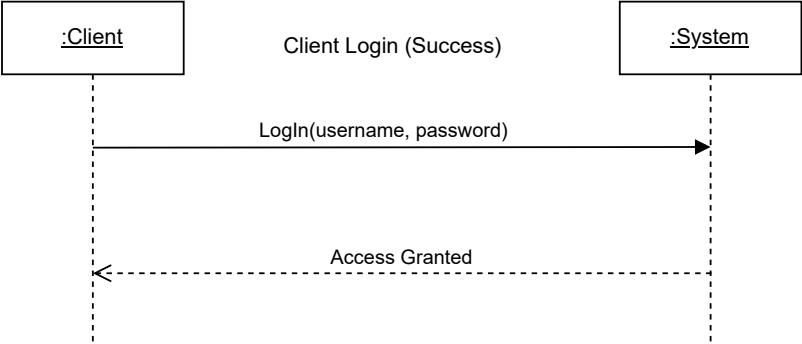 :Client
Client Login (Success)
:System
LogIn(username, password)
Access Granted